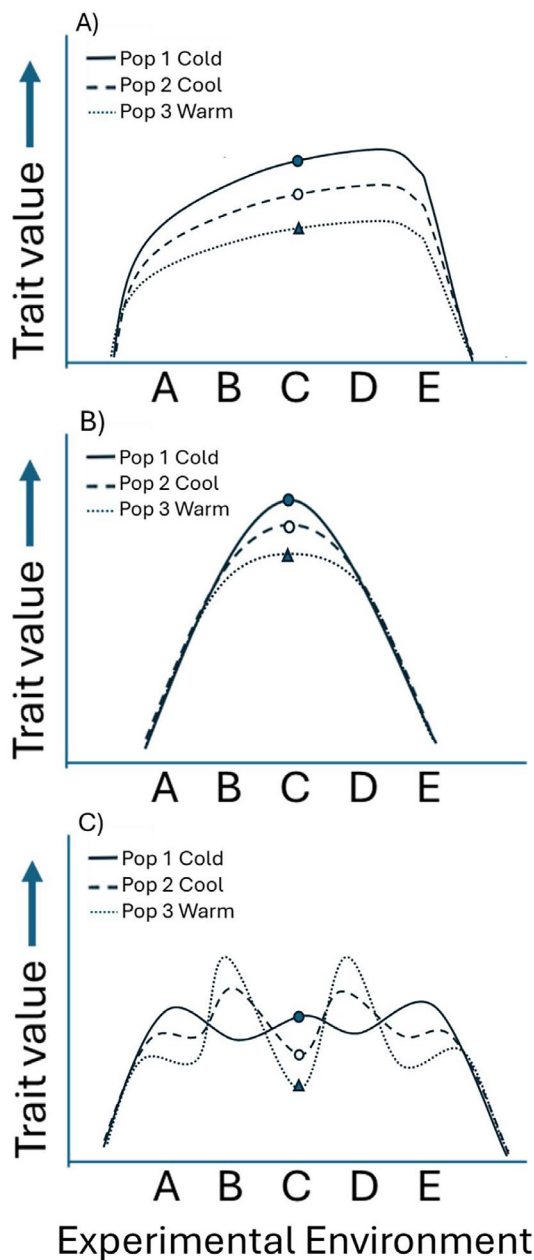 A)
Pop 1 Cold
Pop 2 Cool
Pop 3 Warm
Trait value
A B C D E
B)
Pop 1 Cold
Pop 2 Cool
Pop 3 Warm
Trait value
A B C D E
C)
Pop 1 Cold
Pop 2 Cool
Pop 3 Warm
Trait value
A B C D E
Experimental Environment